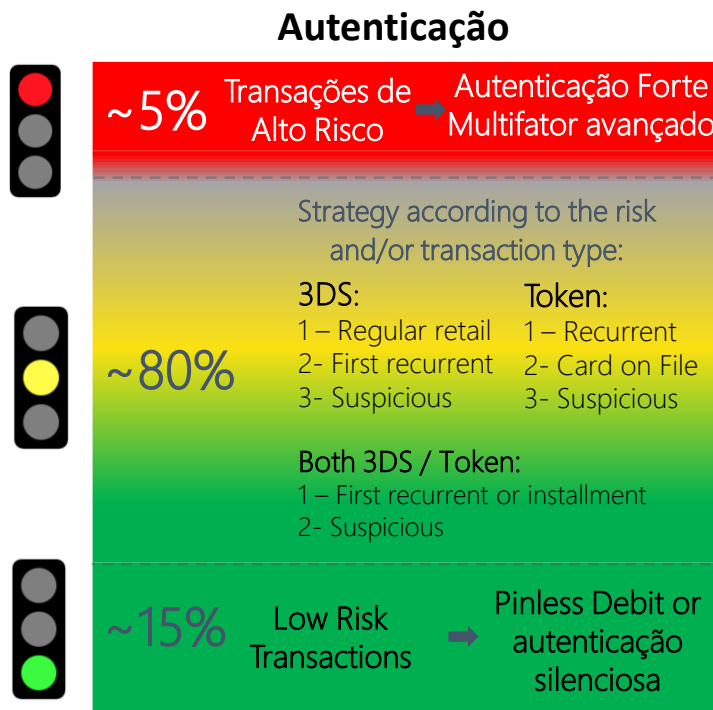 Autenticação
~5%
Transações de
Alto Risco
Autenticação Forte
Multifator avançado
Strategy according to the risk
and/or transaction type:
~80%
3DS:
1 – Regular retail
2- First recurrent
3- Suspicious
Token:
1 – Recurrent
2- Card on File
3- Suspicious
Both 3DS / Token:
1 – First recurrent or installment
2- Suspicious
~15%
Low Risk
Transactions
Pinless Debit or
autenticação
silenciosa